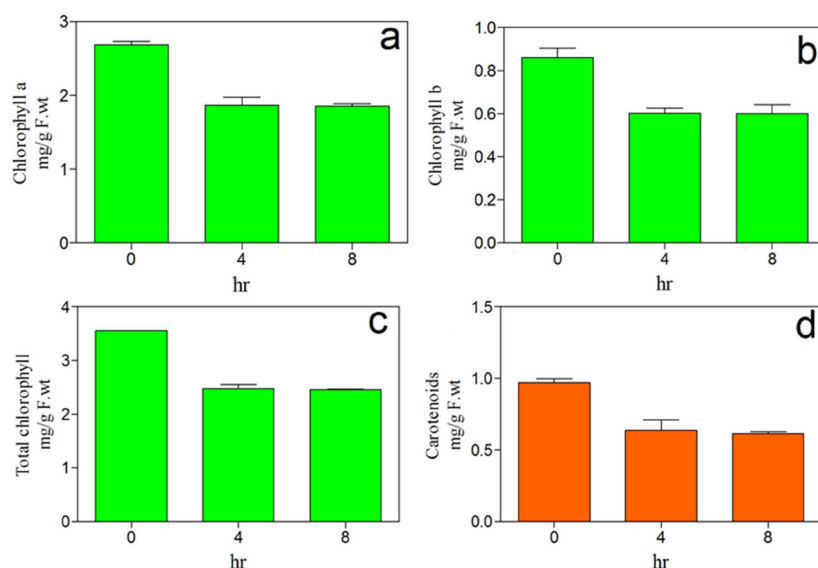 a
Chlorophyll a
mg/g F.wt
3
2
1
0
0 4 8
hr
b
Chlorophyll b
mg/g F.wt
1.0
0.8
0.6
0.4
0.2
0.0
0 4 8
hr
c
Total chlorophyll
mg/g F.wt
4
3
2
1
0
0 4 8
hr
d
Carotenoids
mg/g F.wt
1.5
1.0
0.5
0.0
0 4 8
hr